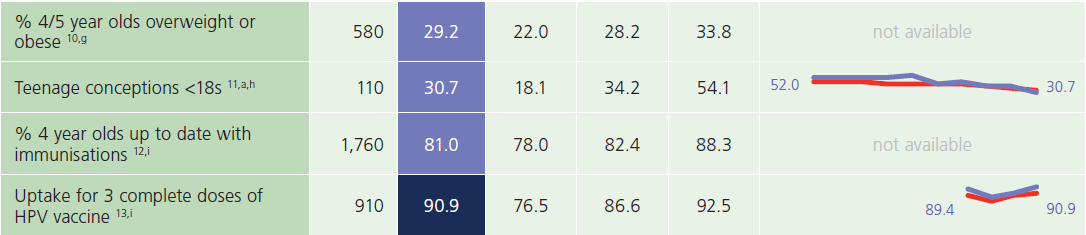 % 4/5 year olds overweight or
obese 10,g 580 29.2 22.0 28.2 33.8 not available
Teenage conceptions <18s 11,a,h 110 30.7 18.1 34.2 54.1 52.0 30.7
% 4 year olds up to date with
immunisations 12,i 1,760 81.0 78.0 82.4 88.3 not available
Uptake for 3 complete doses of
HPV vaccine 13,i 910 90.9 76.5 86.6 92.5 89.4 90.9